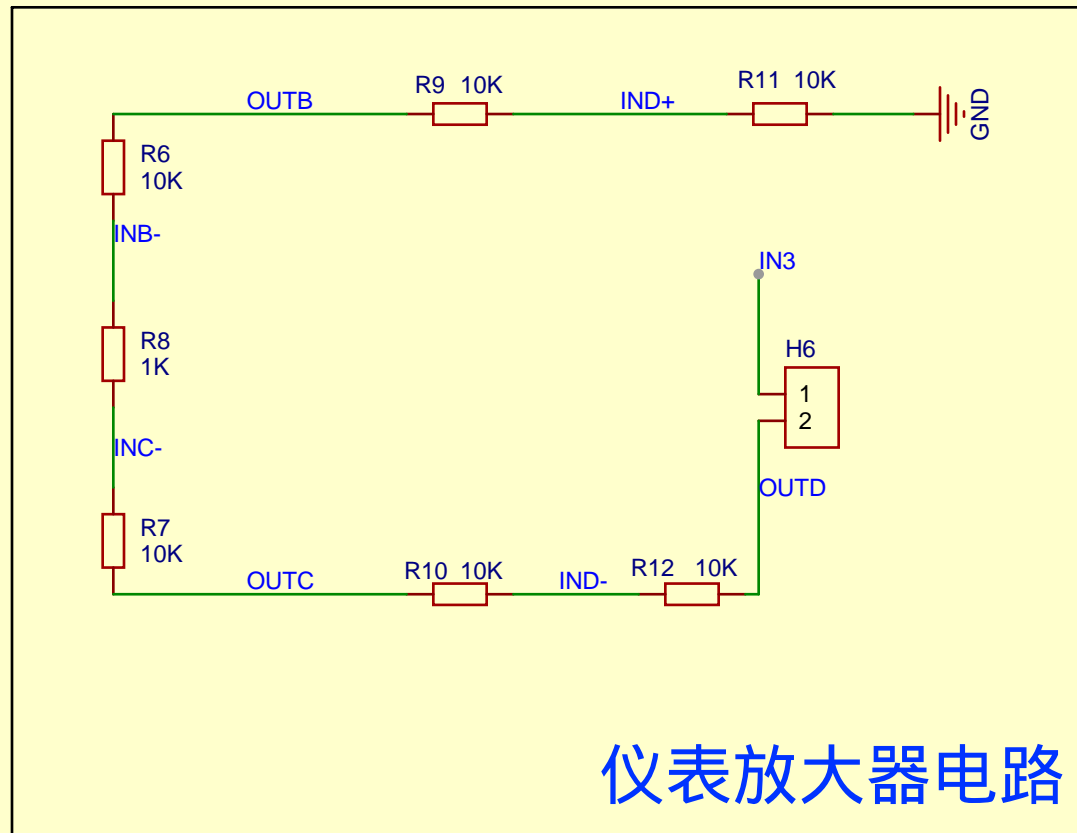 R9 10K
R11 10K
OUTB
IND+
GND
R6
10K
INB-
IN3
R8
1K
H6
1
2
INC-
OUTD
R7
10K
OUTC
R10 10K
IND-
R12 10K
仪表放大器电路